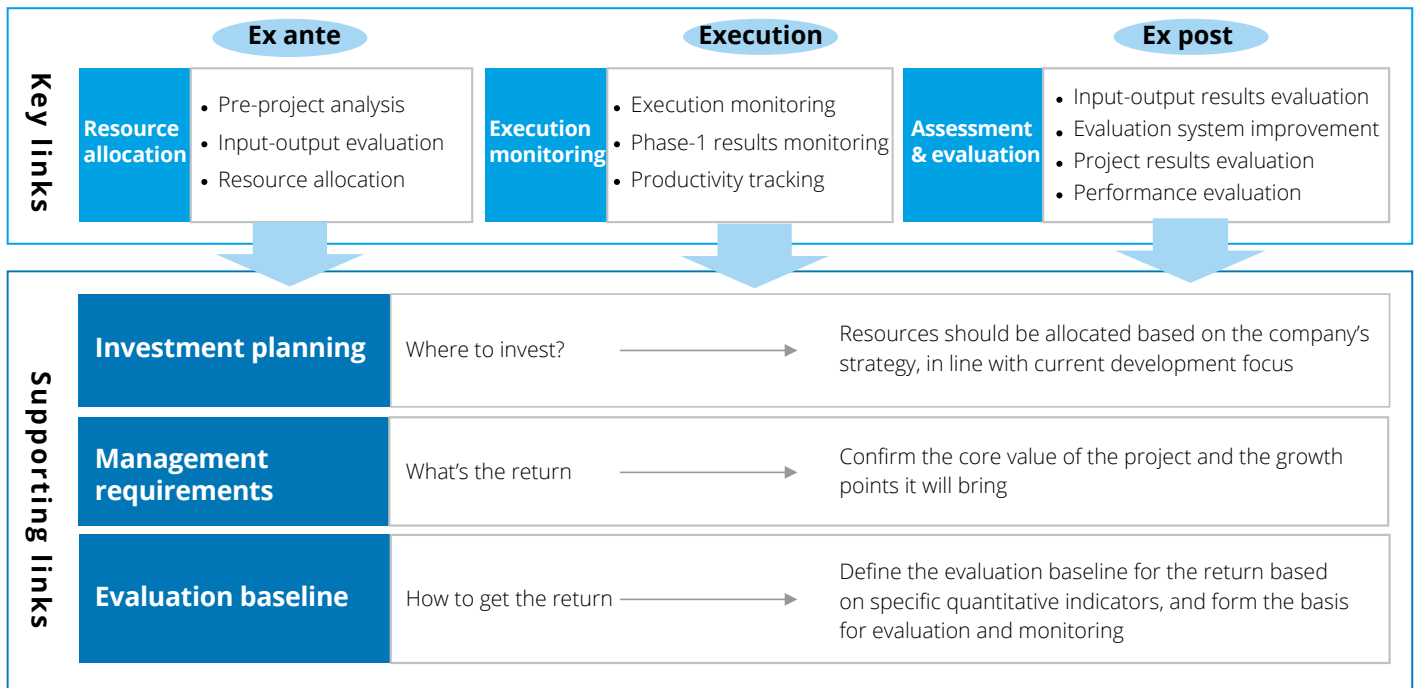 Ex ante
Execution
Ex post
Key links
Resource
allocation
• Pre-project analysis
• Input-output evaluation
• Resource allocation
Execution
monitoring
• Execution monitoring
• Phase-1 results monitoring
• Productivity tracking
Assessment
& evaluation
• Input-output results evaluation
• Evaluation system improvement
• Project results evaluation
• Performance evaluation
Supporting links
Investment planning
Where to invest?
Resources should be allocated based on the company’s
strategy, in line with current development focus
Management
requirements
What’s the return
Confirm the core value of the project and the growth
points it will bring
Evaluation baseline
How to get the return
Define the evaluation baseline for the return based
on specific quantitative indicators, and form the basis
for evaluation and monitoring